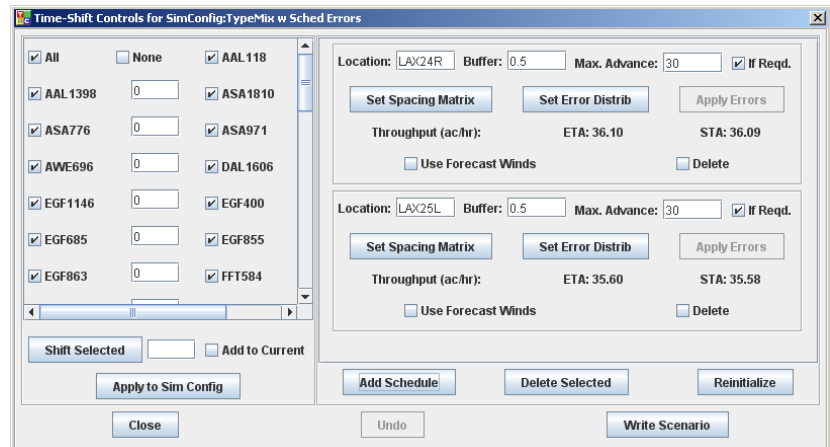 Time-Shift Controls for SimConfig:TypeMix w Sched Errors
All None AAL118
AAL1398 0 ASA1810
ASA776 0 ASA971
AWE696 0 DAL1606
EGF1146 0 EGF400
EGF685 0 EGF855
EGF863 0 FFT584
Shift Selected Add to Current
Apply to Sim Config
Location: LAX24R Buffer: 0.5 Max. Advance: 30 If Reqd.
Set Spacing Matrix Set Error Distrib Apply Errors
Throughput (ac/hr): ETA: 36.10 STA: 36.09
Use Forecast Winds Delete
Location: LAX25L Buffer: 0.5 Max. Advance: 30 If Reqd.
Set Spacing Matrix Set Error Distrib Apply Errors
Throughput (ac/hr): ETA: 35.60 STA: 35.58
Use Forecast Winds Delete
Add Schedule Delete Selected Reinitialize
Close Undo Write Scenario